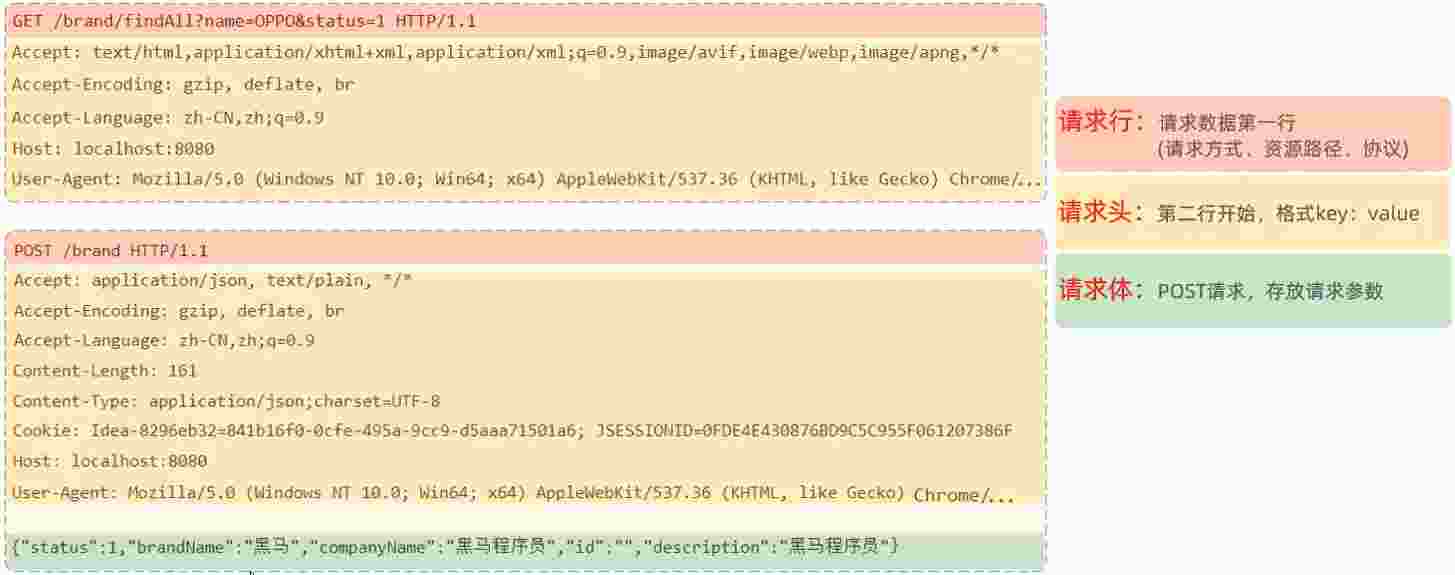 GET /brand/findAll?name=OPPO&status=1 HTTP/1.1
Accept: text/html,application/xhtml+xml,application/xml;q=0.9,image/avif,image/webp,image/apng,*/*
Accept-Encoding: gzip, deflate, br
Accept-Language: zh-CN,zh;q=0.9
Host: localhost:8080
User-Agent: Mozilla/5.0 (Windows NT 10.0; Win64; x64) AppleWebKit/537.36 (KHTML, like Gecko) Chrome/...
POST /brand HTTP/1.1
Accept: application/json, text/plain, */*
Accept-Encoding: gzip, deflate, br
Accept-Language: zh-CN,zh;q=0.9
Content-Length: 161
Content-Type: application/json;charset=UTF-8
Cookie: Idea-8296eb32=841b16f0-0cfe-495a-9cc9-d5aaa71501a6; JSESSIONID=0FDE4E430876BD9C5C955F061207386F
Host: localhost:8080
User-Agent: Mozilla/5.0 (Windows NT 10.0; Win64; x64) AppleWebKit/537.36 (KHTML, like Gecko) Chrome/...
{"status":1,"brandName":"黑马","companyName":"黑马程序员","id":"","description":"黑马程序员"}
请求行：请求数据第一行
(请求方式、资源路径、协议)
请求头：第二行开始，格式key：value
请求体：POST请求，存放请求参数